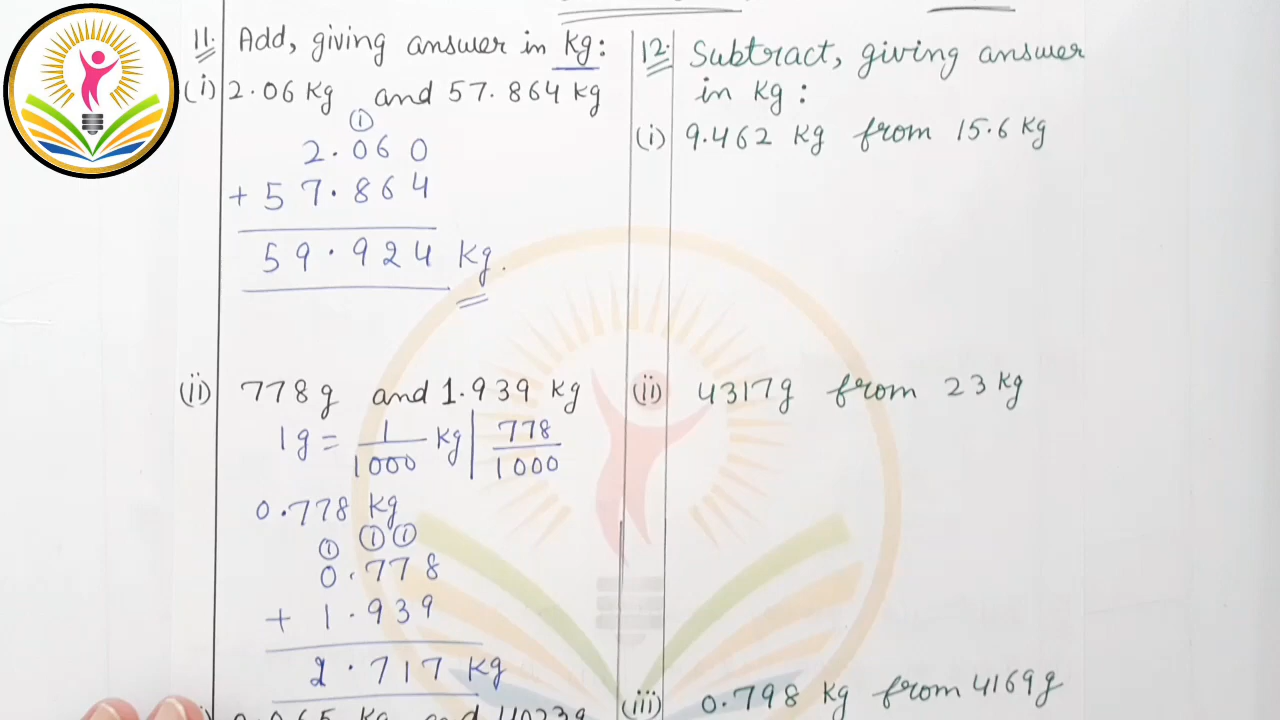 11. Add, giving answer in Kg:
(i) 2.06 Kg and 57.864 kg
①
2.060
+ 57.864
59.924 Kg.
(ii) 778g and 1.939 kg
1g = 1/1000 Kg | 778/1000
0.778 Kg
① ① ①
0.778
+ 1.939
2.717 Kg
12. Subtract, giving answer
in Kg:
(i) 9.462 Kg from 15.6 Kg
(ii) 4317g from 23 Kg
(iii) 0.798 Kg from 4169g